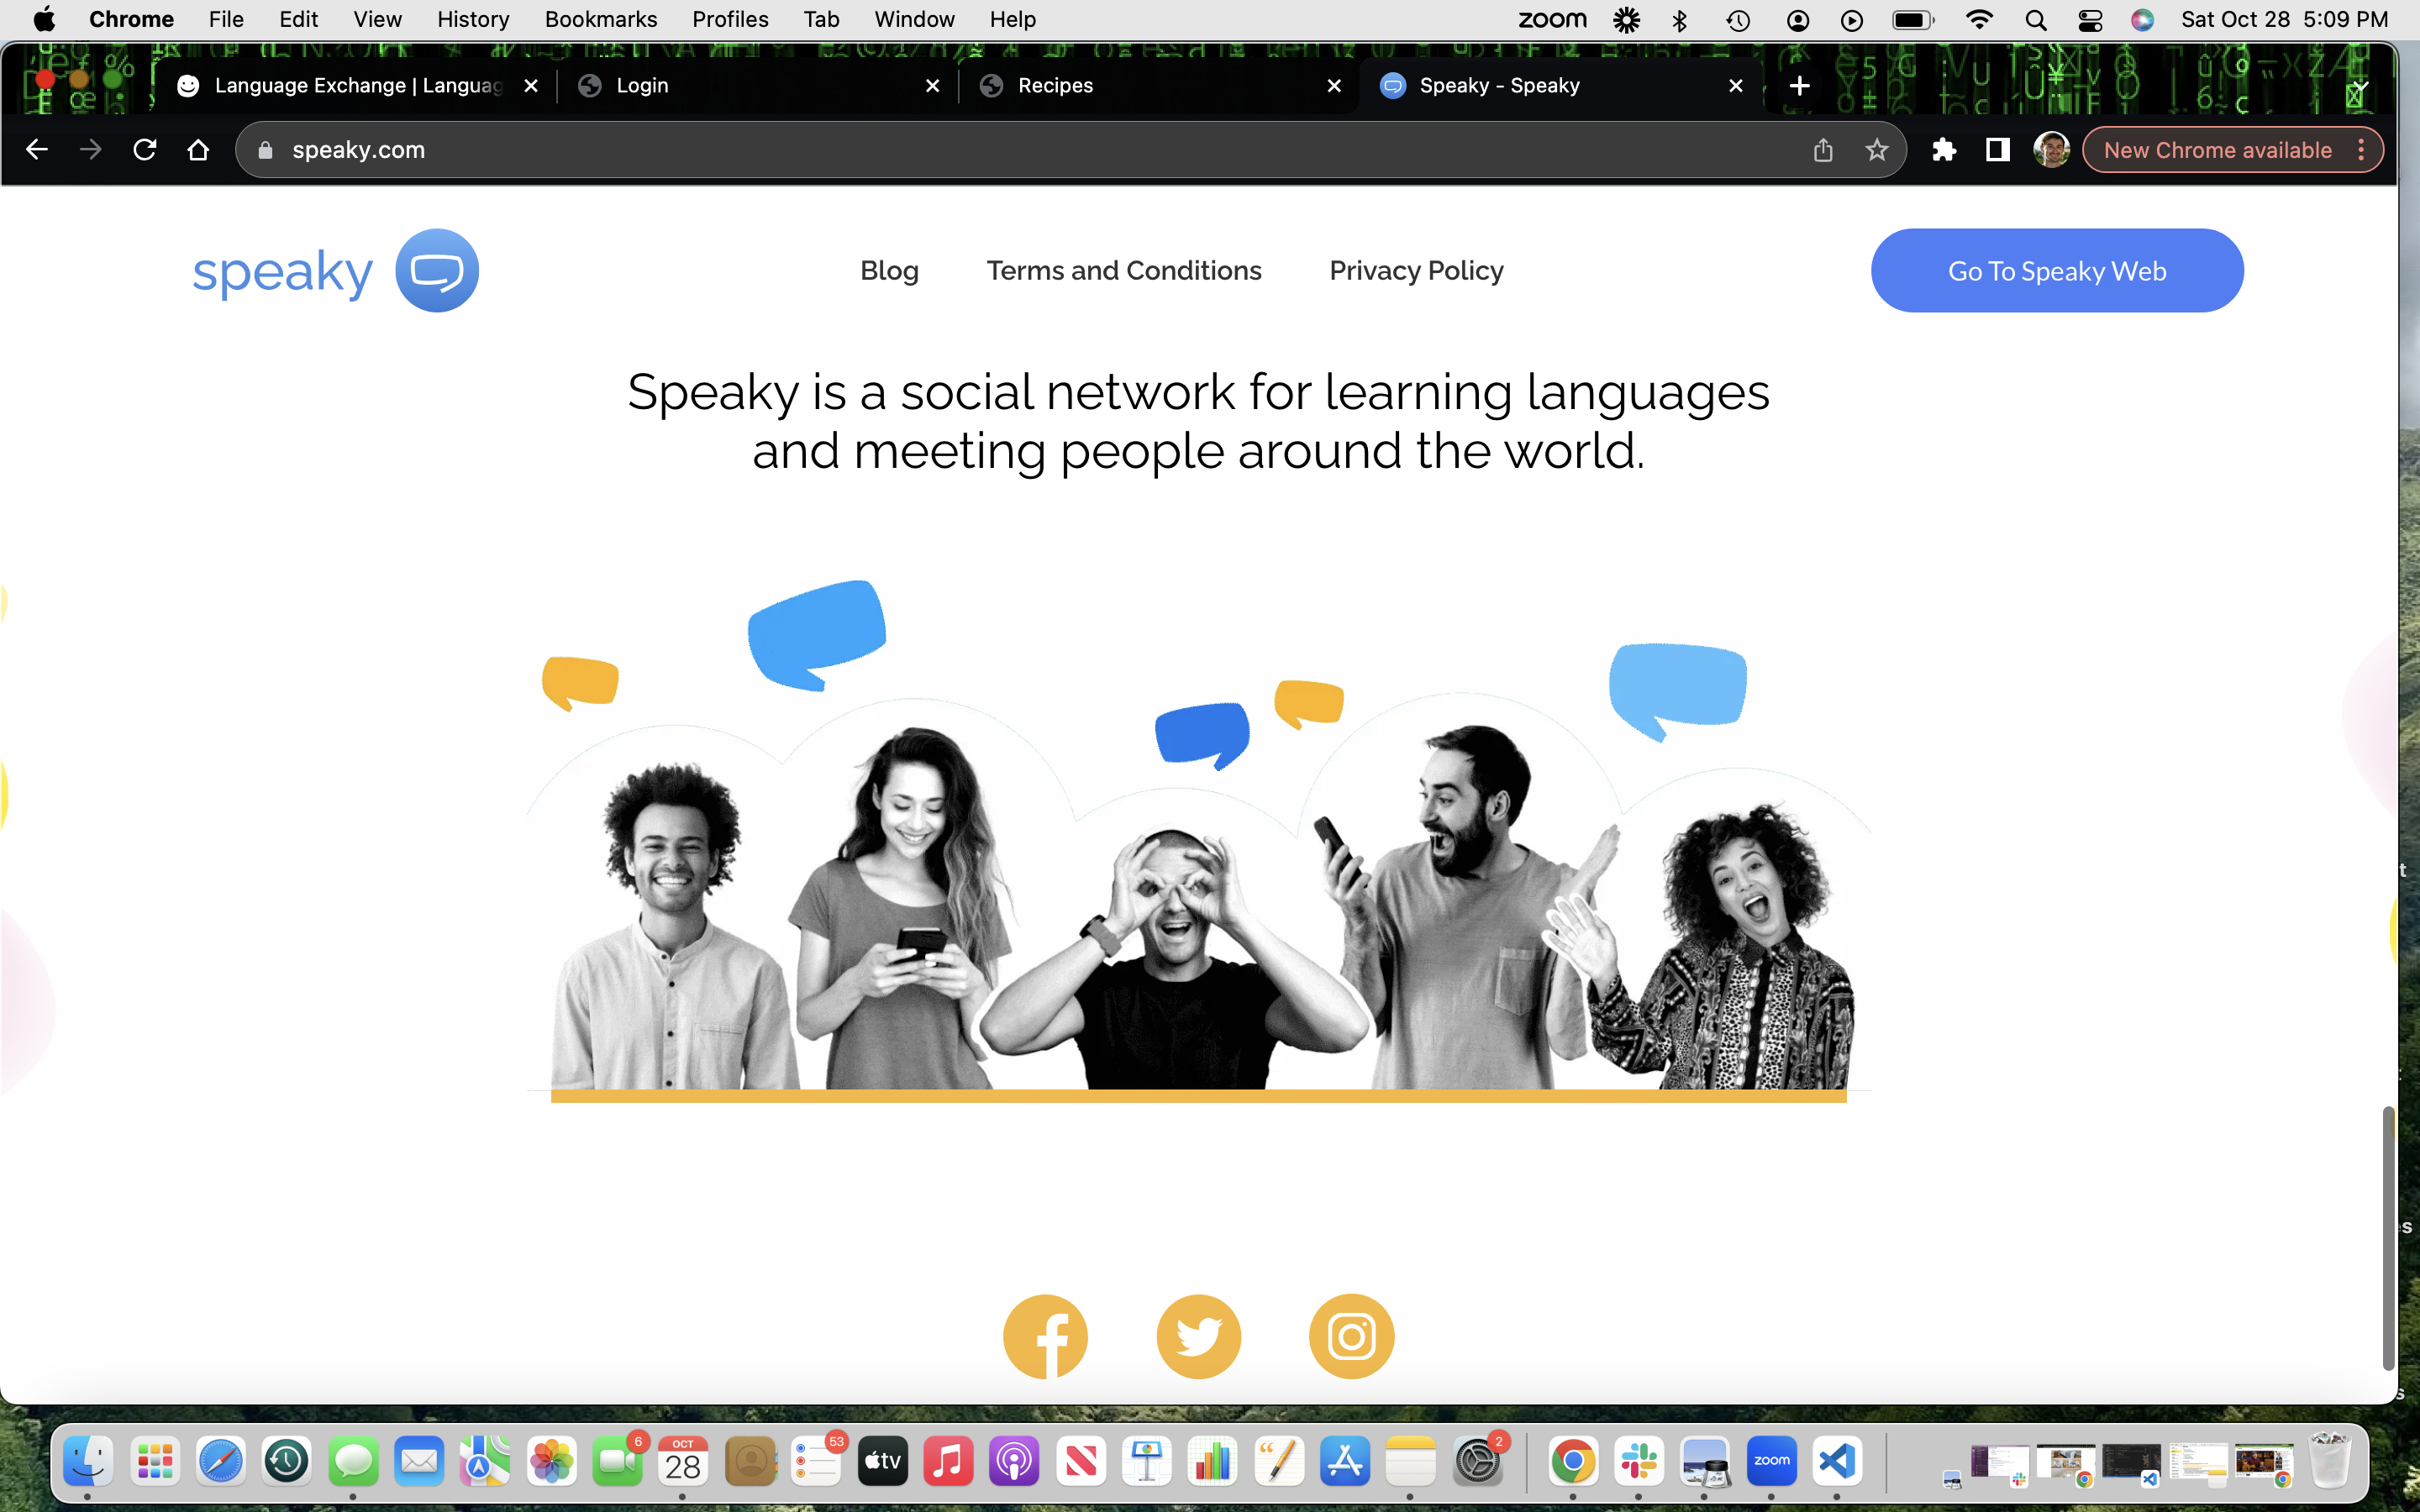 Chrome File Edit View History Bookmarks Profiles Tab Window Help zoom Sat Oct 28 5:09 PM
Language Exchange | Languag Login Recipes Speaky - Speaky
speaky.com New Chrome available
speaky Blog Terms and Conditions Privacy Policy Go To Speaky Web
Speaky is a social network for learning languages
and meeting people around the world.
6 OCT 53 2
28 tv zoom